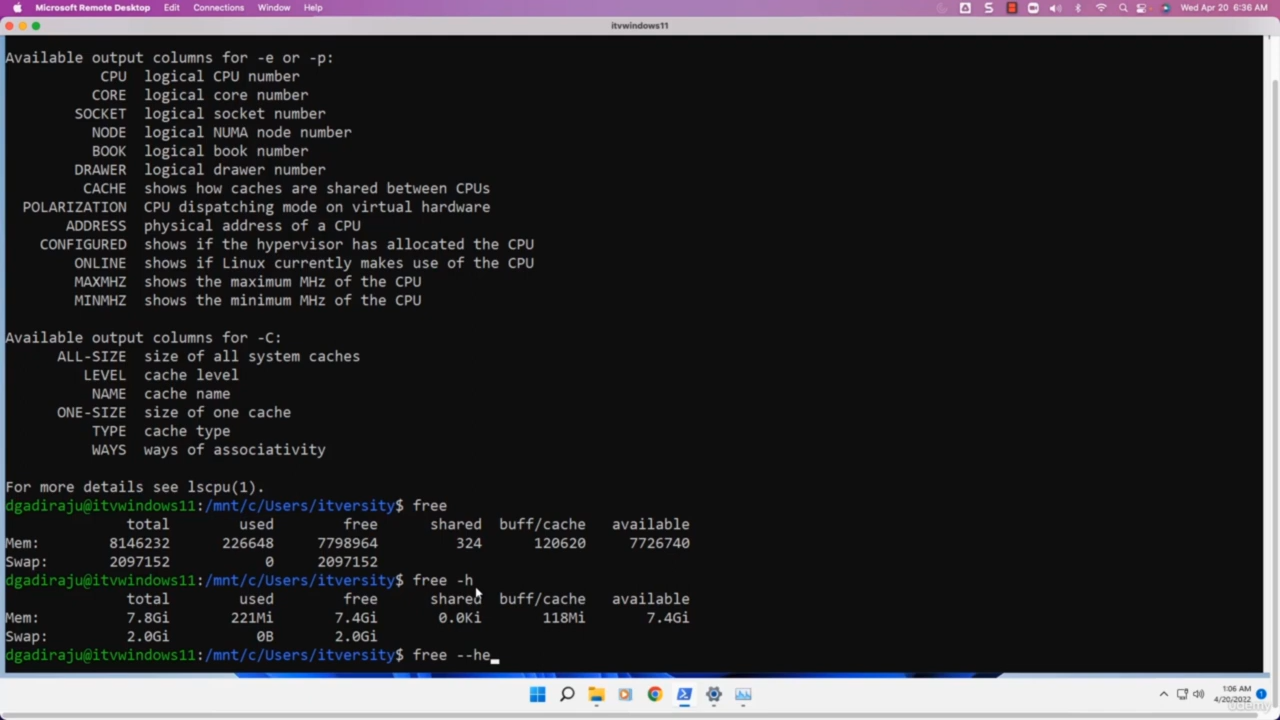 Microsoft Remote Desktop Edit Connections Window Help Wed Apr 20 6:36 AM
itvwindows11
Available output columns for -e or -p:
CPU logical CPU number
CORE logical core number
SOCKET logical socket number
NODE logical NUMA node number
BOOK logical book number
DRAWER logical drawer number
CACHE shows how caches are shared between CPUs
POLARIZATION CPU dispatching mode on virtual hardware
ADDRESS physical address of a CPU
CONFIGURED shows if the hypervisor has allocated the CPU
ONLINE shows if Linux currently makes use of the CPU
MAXMHZ shows the maximum MHz of the CPU
MINMHZ shows the minimum MHz of the CPU
Available output columns for -C:
ALL-SIZE size of all system caches
LEVEL cache level
NAME cache name
ONE-SIZE size of one cache
TYPE cache type
WAYS ways of associativity
For more details see lscpu(1).
dgadiraju@itvwindows11:/mnt/c/Users/itversity$ free
total used free shared buff/cache available
Mem: 8146232 226648 7798964 324 120620 7726740
Swap: 2097152 0 2097152
dgadiraju@itvwindows11:/mnt/c/Users/itversity$ free -h
total used free shared buff/cache available
Mem: 7.8Gi 221Mi 7.4Gi 0.0Ki 118Mi 7.4Gi
Swap: 2.0Gi 0B 2.0Gi
dgadiraju@itvwindows11:/mnt/c/Users/itversity$ free --he
1:06 AM
4/20/2022
udemy